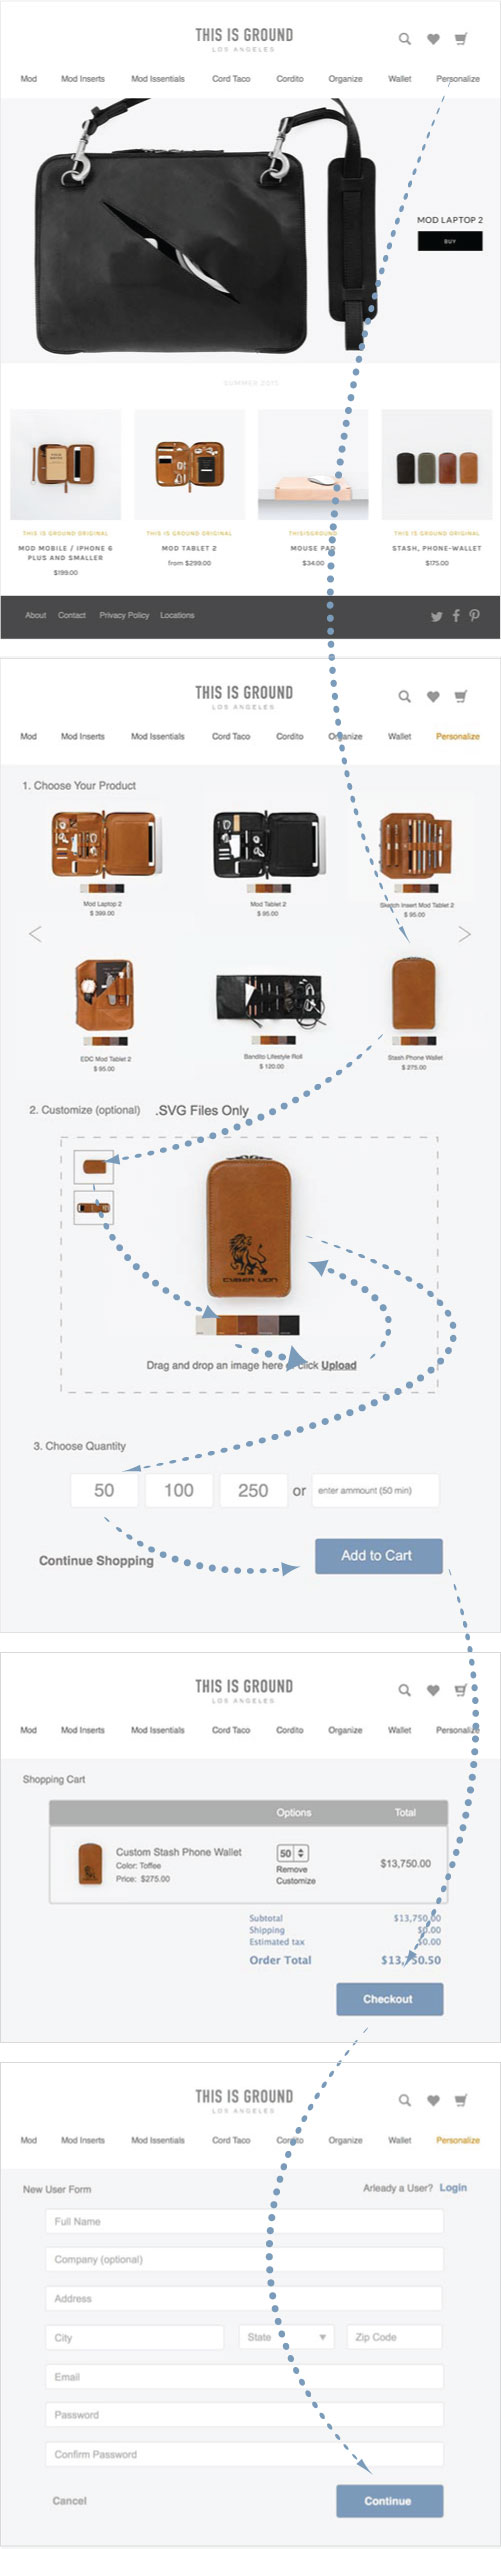 THIS IS GROUND
LOS ANGELES
Mod Mod Inserts Mod Issentials Cord Taco Cordito Organize Wallet Personalize
MOD LAPTOP 2
BUY
SUMMER 2015
THIS IS GROUND ORIGINAL THIS IS GROUND ORIGINAL THISISGROUND THIS IS GROUND ORIGINAL
MOD MOBILE / IPHONE 6 MOD TABLET 2 MOUSE PAD STASH, PHONE-WALLET
PLUS AND SMALLER
$199.00 from $299.00 $34.00 $175.00
About Contact Privacy Policy Locations
THIS IS GROUND
LOS ANGELES
Mod Mod Inserts Mod Issentials Cord Taco Cordito Organize Wallet Personalize
1. Choose Your Product
Mod Laptop 2 Mod Tablet 2 Sketch Insert Mod Tablet 2
$ 399.00 $ 95.00 $ 95.00
EDC Mod Tablet 2 Bandito Lifestyle Roll Stash Phone Wallet
$ 95.00 $ 120.00 $ 275.00
2. Customize (optional) .SVG Files Only
CYBER LION
Drag and drop an image here click Upload
3. Choose Quantity
50 100 250 or enter ammount (50 min)
Continue Shopping Add to Cart
THIS IS GROUND
LOS ANGELES
Mod Mod Inserts Mod Issentials Cord Taco Cordito Organize Wallet Personalize
Shopping Cart
Options Total
Custom Stash Phone Wallet 50 $13,750.00
Color: Toffee Remove
Price: $275.00 Customize
Subtotal $13,750.00
Shipping $0.00
Estimated tax $0.00
Order Total $13,750.50
Checkout
THIS IS GROUND
LOS ANGELES
Mod Mod Inserts Mod Issentials Cord Taco Cordito Organize Wallet Personalize
New User Form Arleady a User? Login
Full Name
Company (optional)
Address
City State Zip Code
Email
Password
Confirm Password
Cancel Continue